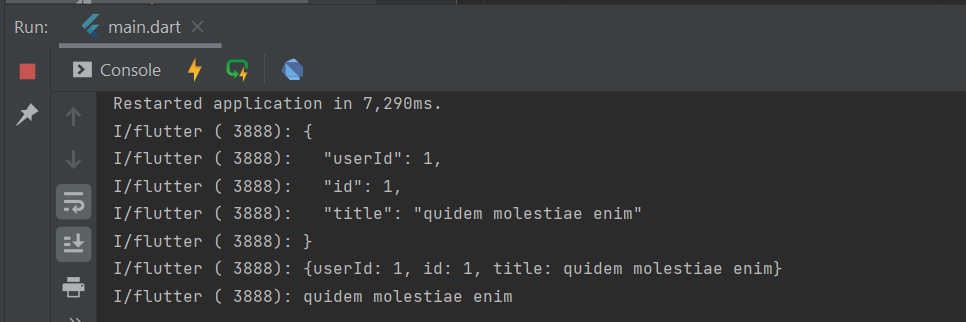 Run: main.dart
Console
Restarted application in 7,290ms.
I/flutter ( 3888): {
I/flutter ( 3888):   "userId": 1,
I/flutter ( 3888):   "id": 1,
I/flutter ( 3888):   "title": "quidem molestiae enim"
I/flutter ( 3888): }
I/flutter ( 3888): {userId: 1, id: 1, title: quidem molestiae enim}
I/flutter ( 3888): quidem molestiae enim